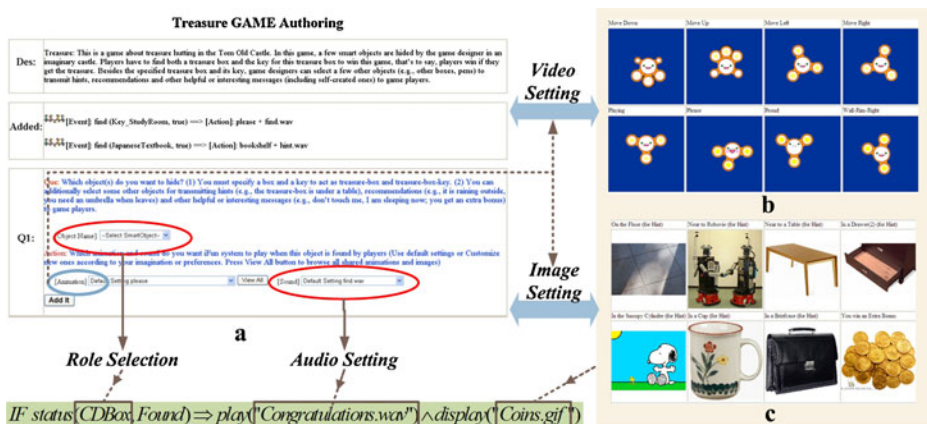 Treasure GAME Authoring
Des:
Treasure: This is a game about treasure hutting in the Tom Old Castle. In this game, a few smart objects are hided by the game designer in an
imaginary castle. Players have to find both a treasure box and the key for this treasure box to win this game, that's to say, players win if they
get the treasure. Besides the specified treasure box and its key, game designers can select a few other objects (e.g., other boxes, pens) to
transmit hints, recommendations and other helpful or interesting messages (including self-created ones) to game players.
Added:
[Event]: find (Key_StudyRoom, true) ==> [Action]: please + find.wav
[Event]: find (JapaneseTextbook, true) ==> [Action]: bookshelf + hint.wav
Q1:
Que: Which object(s) do you want to hide? (1) You must specify a box and a key to act as treasure-box and treasure-box-key. (2) You can
additionally select some other objects for transmitting hints (e.g., the treasure-box is under a table), recommendations (e.g., it is raining outside,
you need an umbrella when leaves) and other helpful or interesting messages (e.g., don't touch me, I am sleeping now; you get an extra bonus)
to game players.
[Object Name] --Select SmartObject--
Action: Which animation and sound do you want iFun system to play when this object is found by players (Use default settings or Customize
new ones according to your imagination or preferences. Press View All button to browse all shared animations and images)
[Animation] Default Setting please View All [Sound] Default Setting find wav
Add It
a
Role Selection
Audio Setting
Video
Setting
Image
Setting
Move Down Move Up Move Left Move Right
Playing Please Proud Walk-Run-Right
b
On the Floor (for Hint) Near to Robovie (for Hint) Near to a Table (for Hint) In a Drawer(2) (for Hint)
In the Snoopy Cylinder (for Hint) In a Cup (for Hint) In a Briefcase (for Hint) You win an Extra Bonus
c
IF status(CDBox, Found) ⇒ play("Congratulations.wav") ∧ display("Coins.gif")